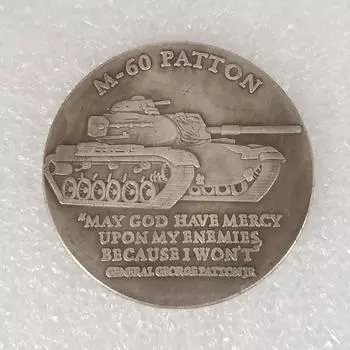 M-60 PATTON
"MAY GOD HAVE MERCY
UPON MY ENEMIES,
BECAUSE I WON'T
GENERAL GEORGE PATTON JR